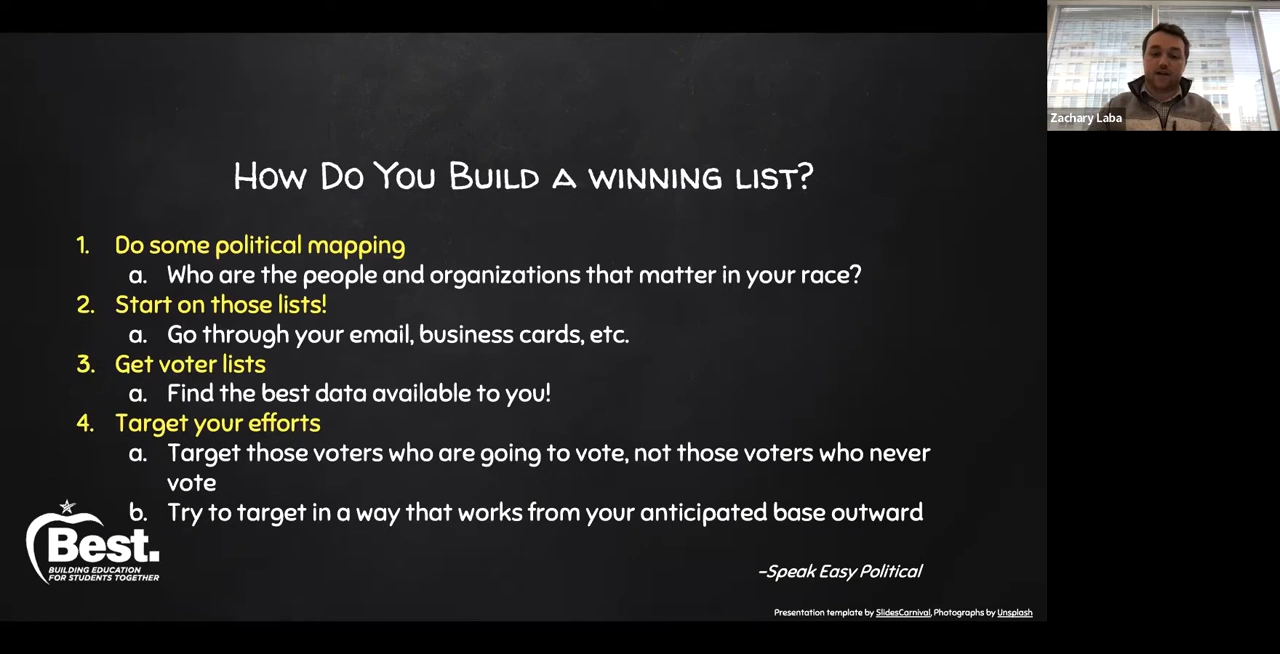 How Do You Build a winning list?
1. Do some political mapping
a. Who are the people and organizations that matter in your race?
2. Start on those lists!
a. Go through your email, business cards, etc.
3. Get voter lists
a. Find the best data available to you!
4. Target your efforts
a. Target those voters who are going to vote, not those voters who never
vote
b. Try to target in a way that works from your anticipated base outward
Best.
BUILDING EDUCATION
FOR STUDENTS TOGETHER
-Speak Easy Political
Presentation template by SlidesCarnival, Photographs by Unsplash
Zachary Laba